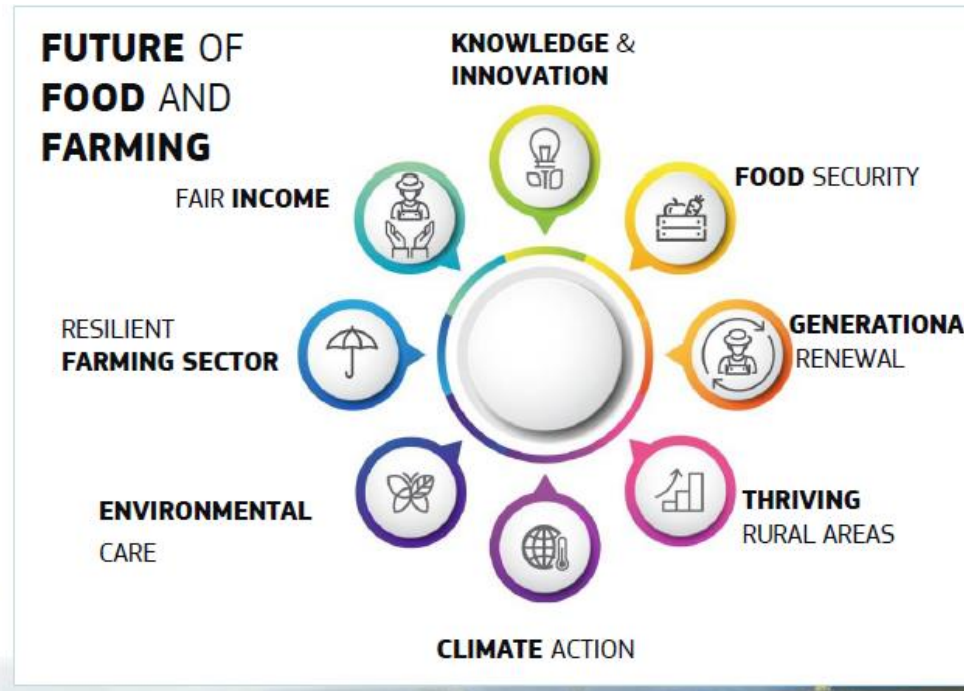 FUTURE OF
FOOD AND
FARMING
KNOWLEDGE &
INNOVATION
FOOD SECURITY
GENERATIONA
RENEWAL
THRIVING
RURAL AREAS
CLIMATE ACTION
ENVIRONMENTAL
CARE
RESILIENT
FARMING SECTOR
FAIR INCOME